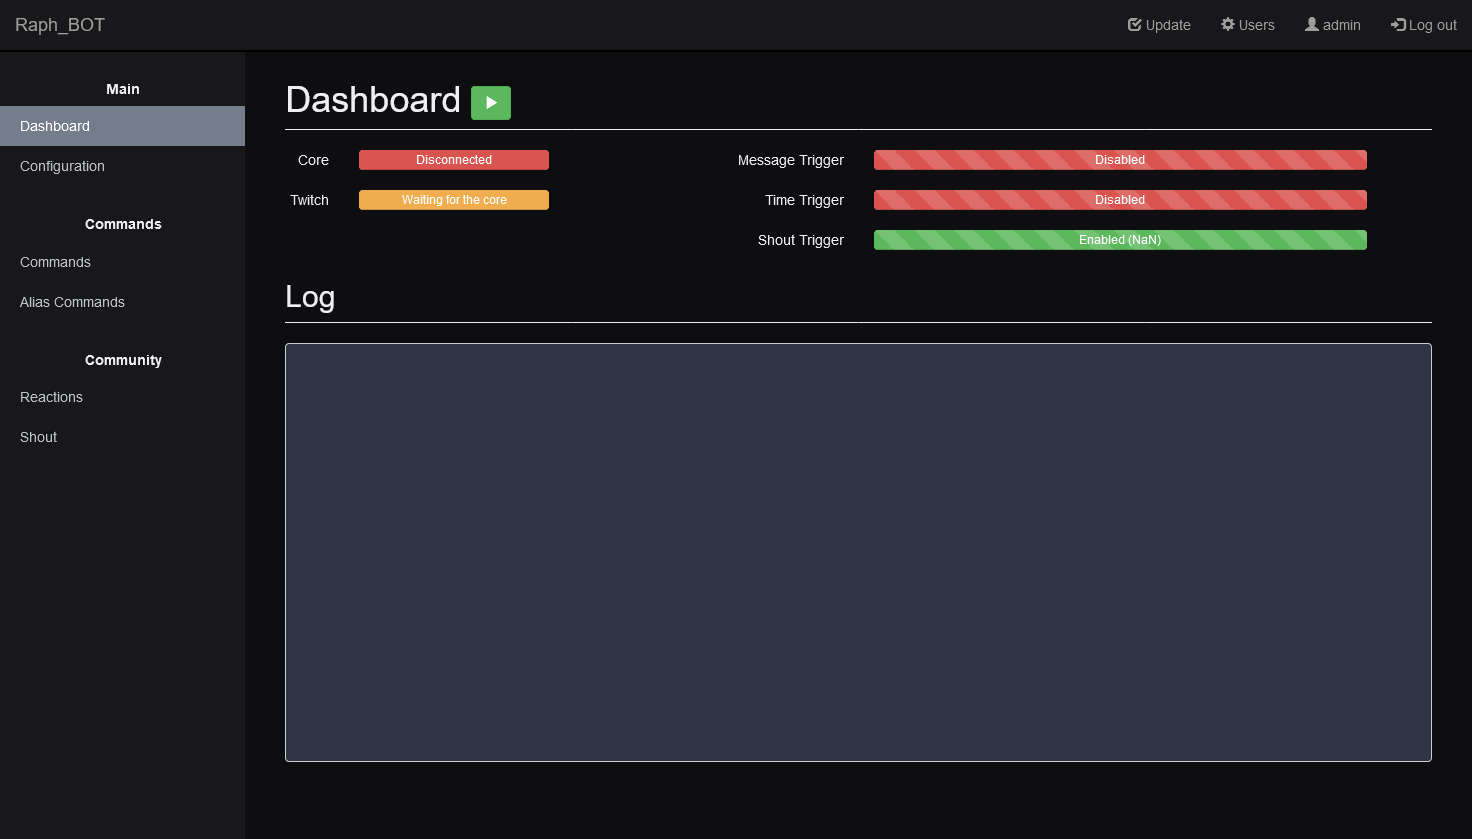 Raph_BOT
Update
Users
admin
Log out
Main
Dashboard
Configuration
Commands
Commands
Alias Commands
Community
Reactions
Shout
Dashboard
Core Disconnected
Twitch Waiting for the core
Message Trigger Disabled
Time Trigger Disabled
Shout Trigger Enabled (NaN)
Log